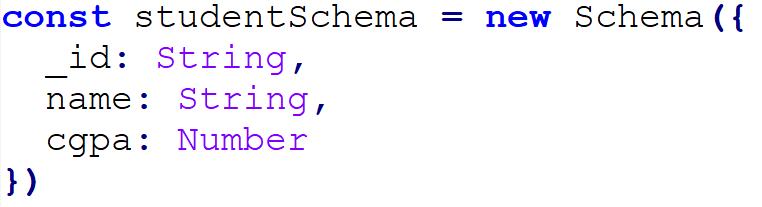 const studentSchema = new Schema({
  _id: String,
  name: String,
  cgpa: Number
})